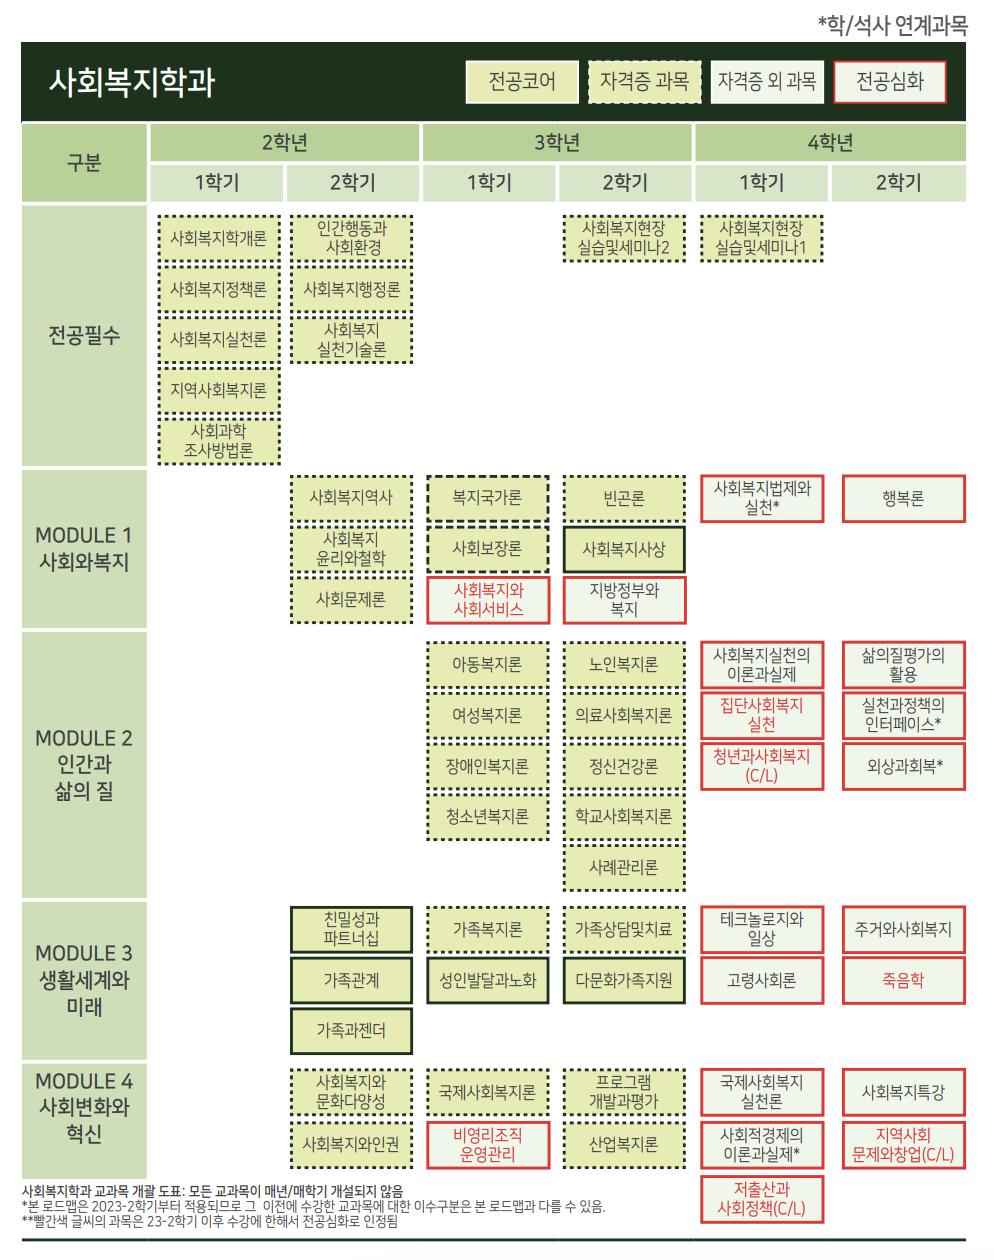 *학/석사 연계과목
사회복지학과
전공코어
자격증 과목
자격증 외 과목
전공심화
구분
2학년
3학년
4학년
1학기
2학기
1학기
2학기
1학기
2학기
전공필수
사회복지학개론
인간행동과
사회환경
사회복지현장
실습및세미나2
사회복지현장
실습및세미나1
사회복지정책론
사회복지행정론
사회복지실천론
사회복지
실천기술론
지역사회복지론
사회과학
조사방법론
MODULE 1
사회와복지
사회복지역사
복지국가론
빈곤론
사회복지법제와
실천*
행복론
사회복지
윤리와철학
사회보장론
사회복지사상
사회문제론
사회복지와
사회서비스
지방정부와
복지
MODULE 2
인간과
삶의 질
아동복지론
노인복지론
사회복지실천의
이론과실제
삶의질평가의
활용
여성복지론
의료사회복지론
집단사회복지
실천
실천과정책의
인터페이스*
장애인복지론
정신건강론
청년과사회복지
(C/L)
외상과회복*
청소년복지론
학교사회복지론
사례관리론
MODULE 3
생활세계와
미래
친밀성과
파트너십
가족복지론
가족상담및치료
테크놀로지와
일상
주거와사회복지
가족관계
성인발달과노화
다문화가족지원
고령사회론
죽음학
가족과젠더
MODULE 4
사회변화와
혁신
사회복지와
문화다양성
국제사회복지론
프로그램
개발과평가
국제사회복지
실천론
사회복지특강
사회복지와인권
비영리조직
운영관리
산업복지론
사회적경제의
이론과실제*
지역사회
문제와창업(C/L)
저출산과
사회정책(C/L)
사회복지학과 교과목 개괄 도표: 모든 교과목이 매년/매학기 개설되지 않음
*본 로드맵은 2023-2학기부터 적용되므로 그 이전에 수강한 교과목에 대한 이수구분은 본 로드맵과 다를 수 있음.
**빨간색 글씨의 과목은 23-2학기 이후 수강에 한해서 전공심화로 인정됨